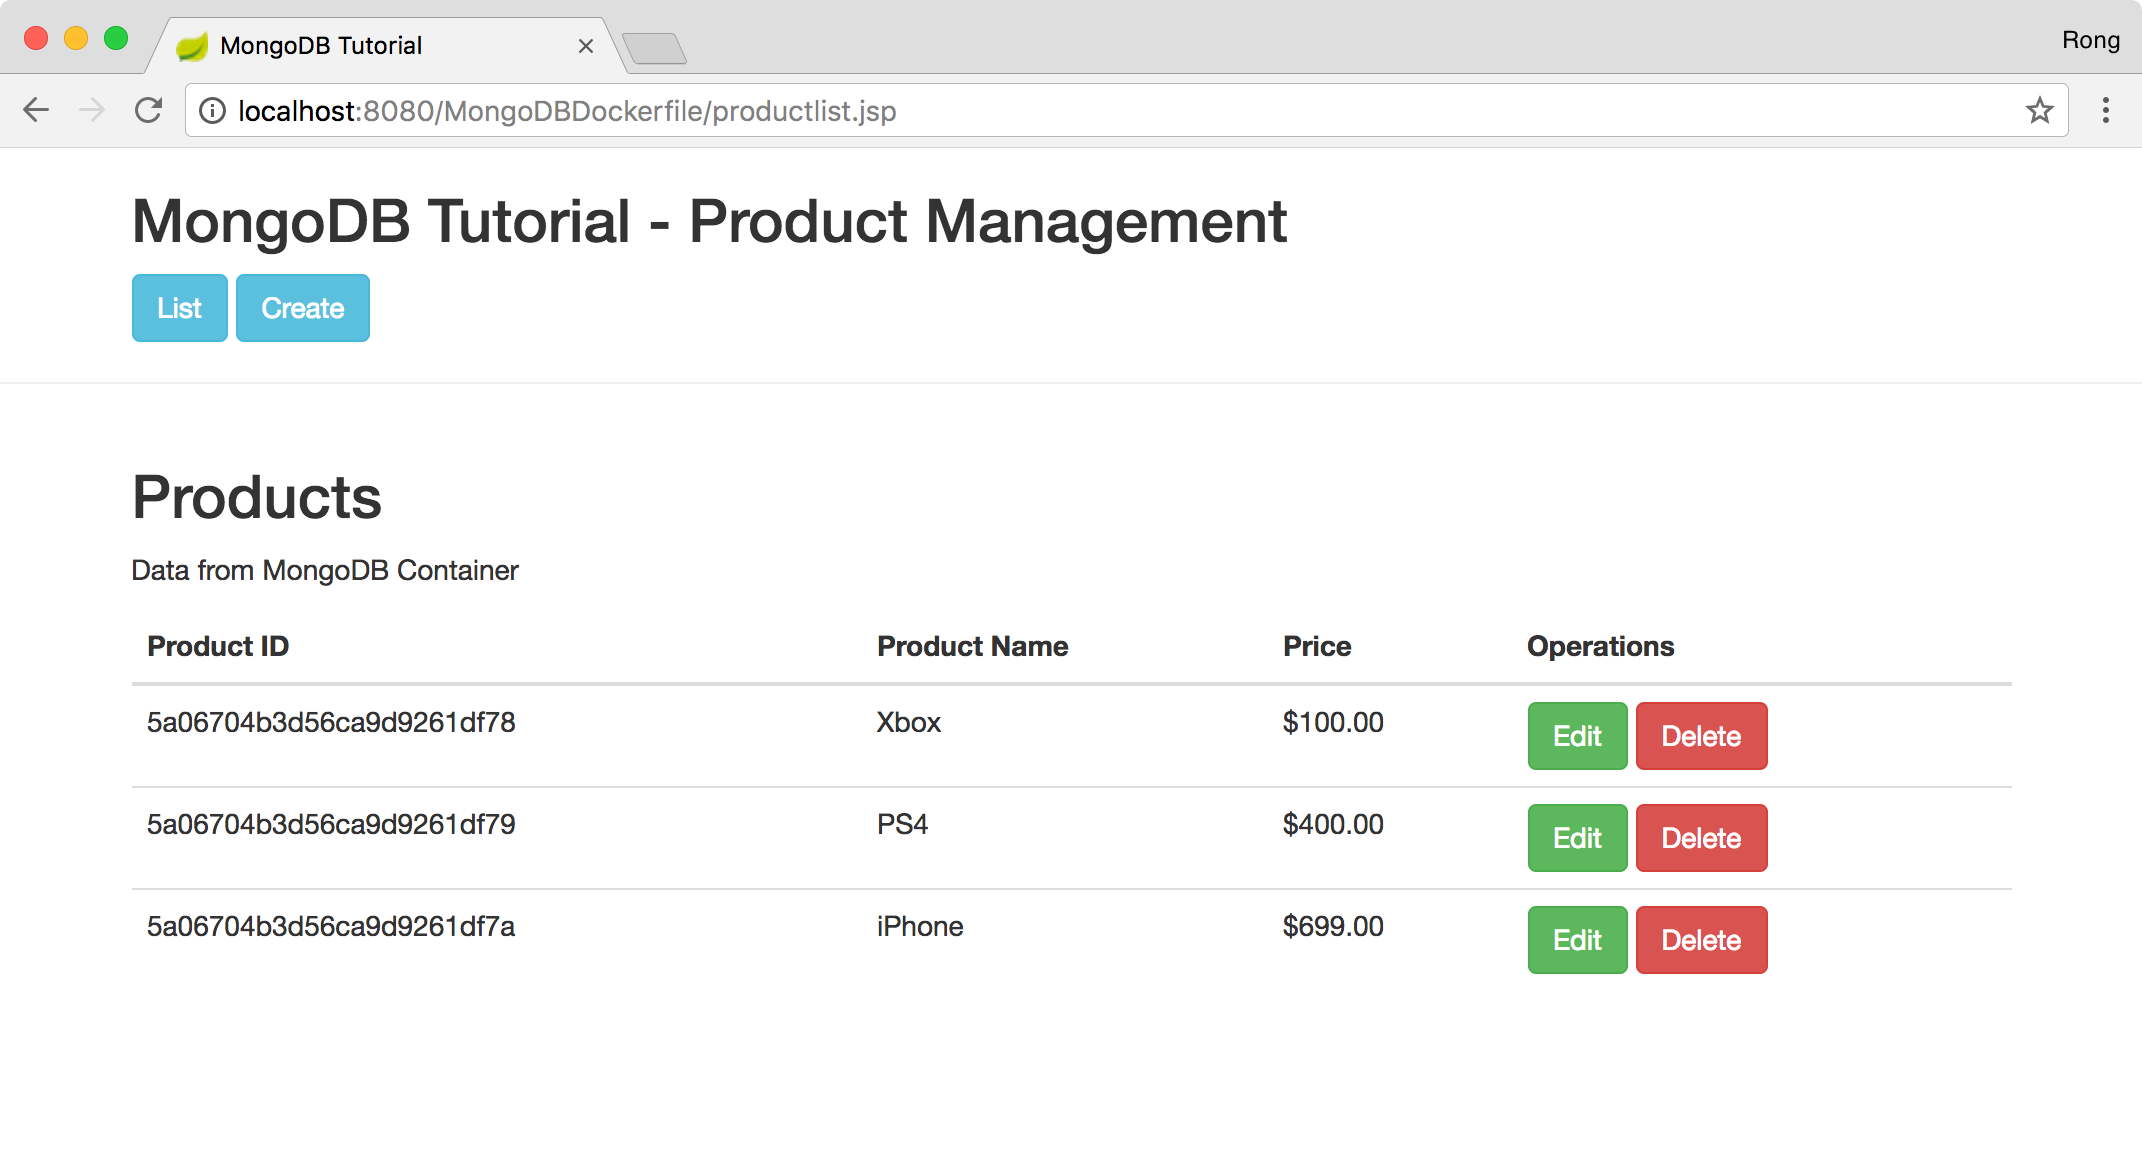 MongoDB Tutorial
Rong
localhost:8080/MongoDBDockerfile/productlist.jsp
MongoDB Tutorial - Product Management
List Create
Products
Data from MongoDB Container
Product ID Product Name Price Operations
5a06704b3d56ca9d9261df78 Xbox $100.00 Edit Delete
5a06704b3d56ca9d9261df79 PS4 $400.00 Edit Delete
5a06704b3d56ca9d9261df7a iPhone $699.00 Edit Delete